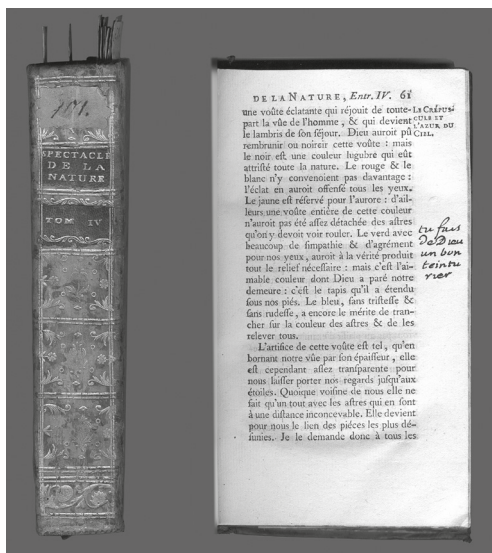 SPECTACLE
DE LA
NATURE
TOM IV
DE LA NATURE, Entr. IV. 61
une voûte éclatante qui réjouit de toute-
part la vûe de l'homme, & qui devient
le lambris de son séjour. Dieu auroit pû
rembrunir ou noircir cette voûte : mais
le noir est une couleur lugubre qui eût
attristé toute la nature. Le rouge & le
blanc n'y convenoient pas davantage :
l'éclat en auroit offensé tous les yeux.
Le jaune est réservé pour l'aurore : d'ail-
leurs une voûte entiére de cette couleur
n'auroit pas été assez détachée des astres
qu'on y devoit voir rouler. Le verd avec
beaucoup de simpathie & d'agrément
pour nos yeux, auroit à la vérité produit
tout le relief nécessaire : mais c'est l'ai-
mable couleur dont Dieu a paré notre
demeure : c'est le tapis qu'il a étendu
sous nos piés. Le bleu, sans tristesse &
sans rudesse, a encore le mérite de tran-
cher sur la couleur des astres & de les
relever tous.
L'artifice de cette voûte est tel, qu'en
bornant notre vûe par son épaisseur, elle
est cependant assez transparente pour
nous laisser porter nos regards jusqu'aux
étoiles. Quoique voisine de nous elle ne
fait qu'un tout avec les astres qui en sont
à une distance inconcevable. Elle devient
pour nous le lien des piéces les plus dé-
sunies. Je le demande donc à tous les
LE CRÉPUS-
CULE ET
L'AZUR DU
CIEL.
tu fais
de Dieu
un bon
teintu
rier